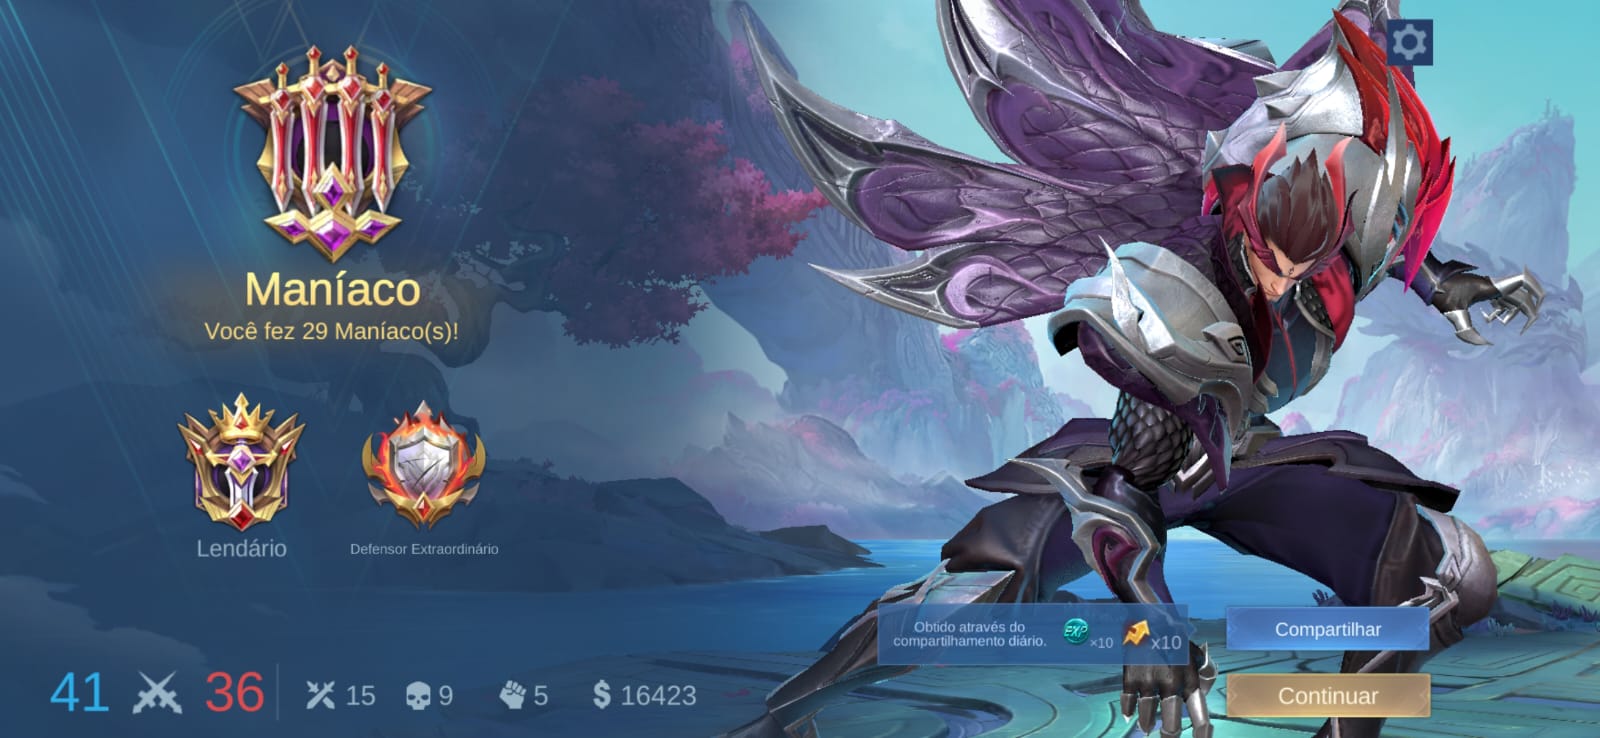 Maníaco
Você fez 29 Maníaco(s)!
Lendário
Defensor Extraordinário
Obtido através do
compartilhamento diário.
EXP
×10
x10
Compartilhar
41
36
15
9
5
$ 16423
Continuar